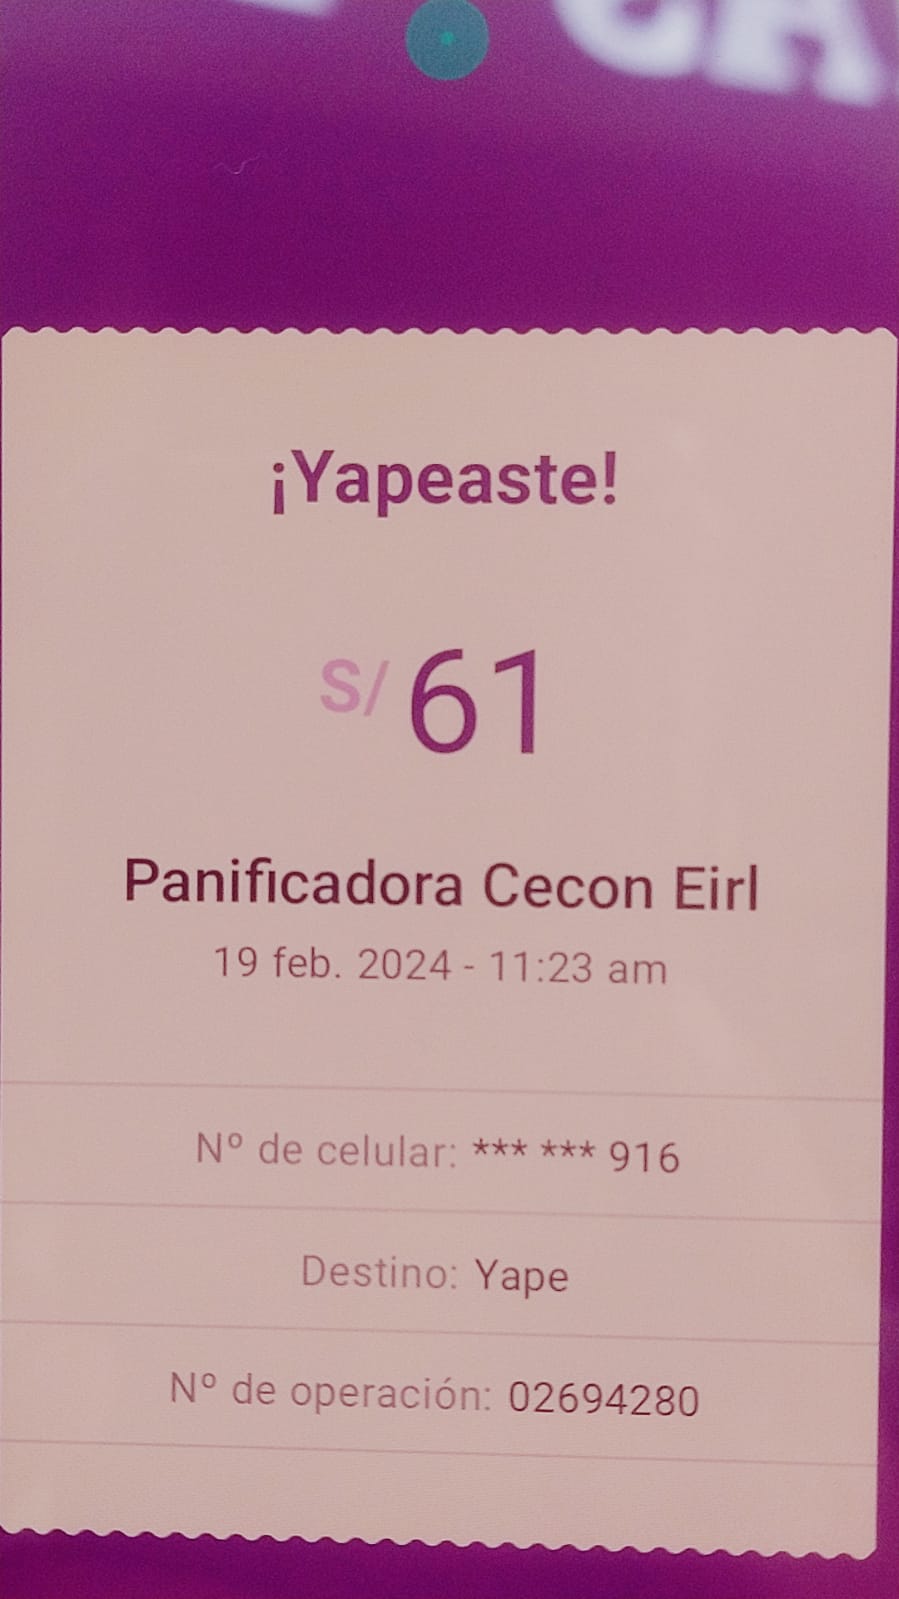 CA
¡Yapeaste!
S/ 61
Panificadora Cecon Eirl
19 feb. 2024 - 11:23 am
Nº de celular: *** *** 916
Destino: Yape
Nº de operación: 02694280